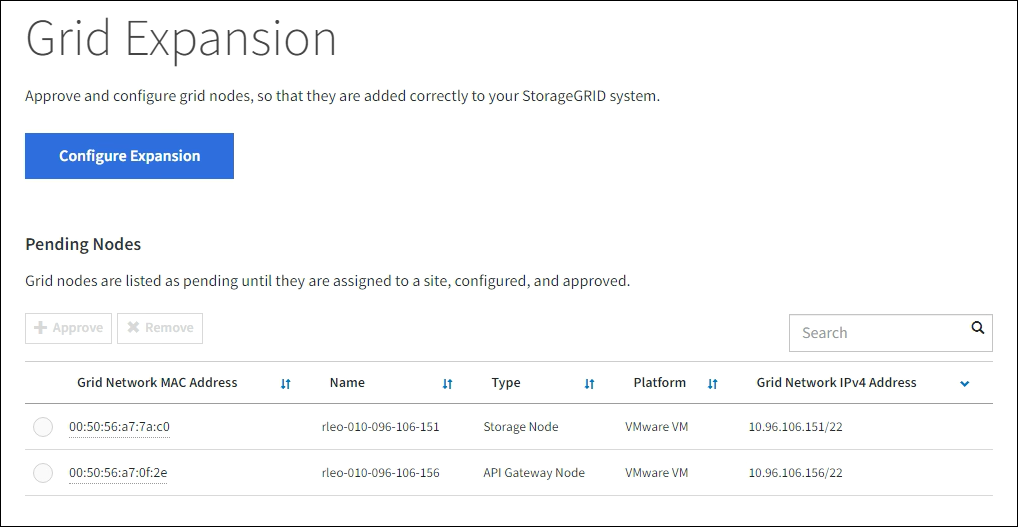 Grid Expansion
Approve and configure grid nodes, so that they are added correctly to your StorageGRID system.
Configure Expansion
Pending Nodes
Grid nodes are listed as pending until they are assigned to a site, configured, and approved.
Approve Remove Search
Grid Network MAC Address Name Type Platform Grid Network IPv4 Address
00:50:56:a7:7a:c0 rleo-010-096-106-151 Storage Node VMware VM 10.96.106.151/22
00:50:56:a7:0f:2e rleo-010-096-106-156 API Gateway Node VMware VM 10.96.106.156/22